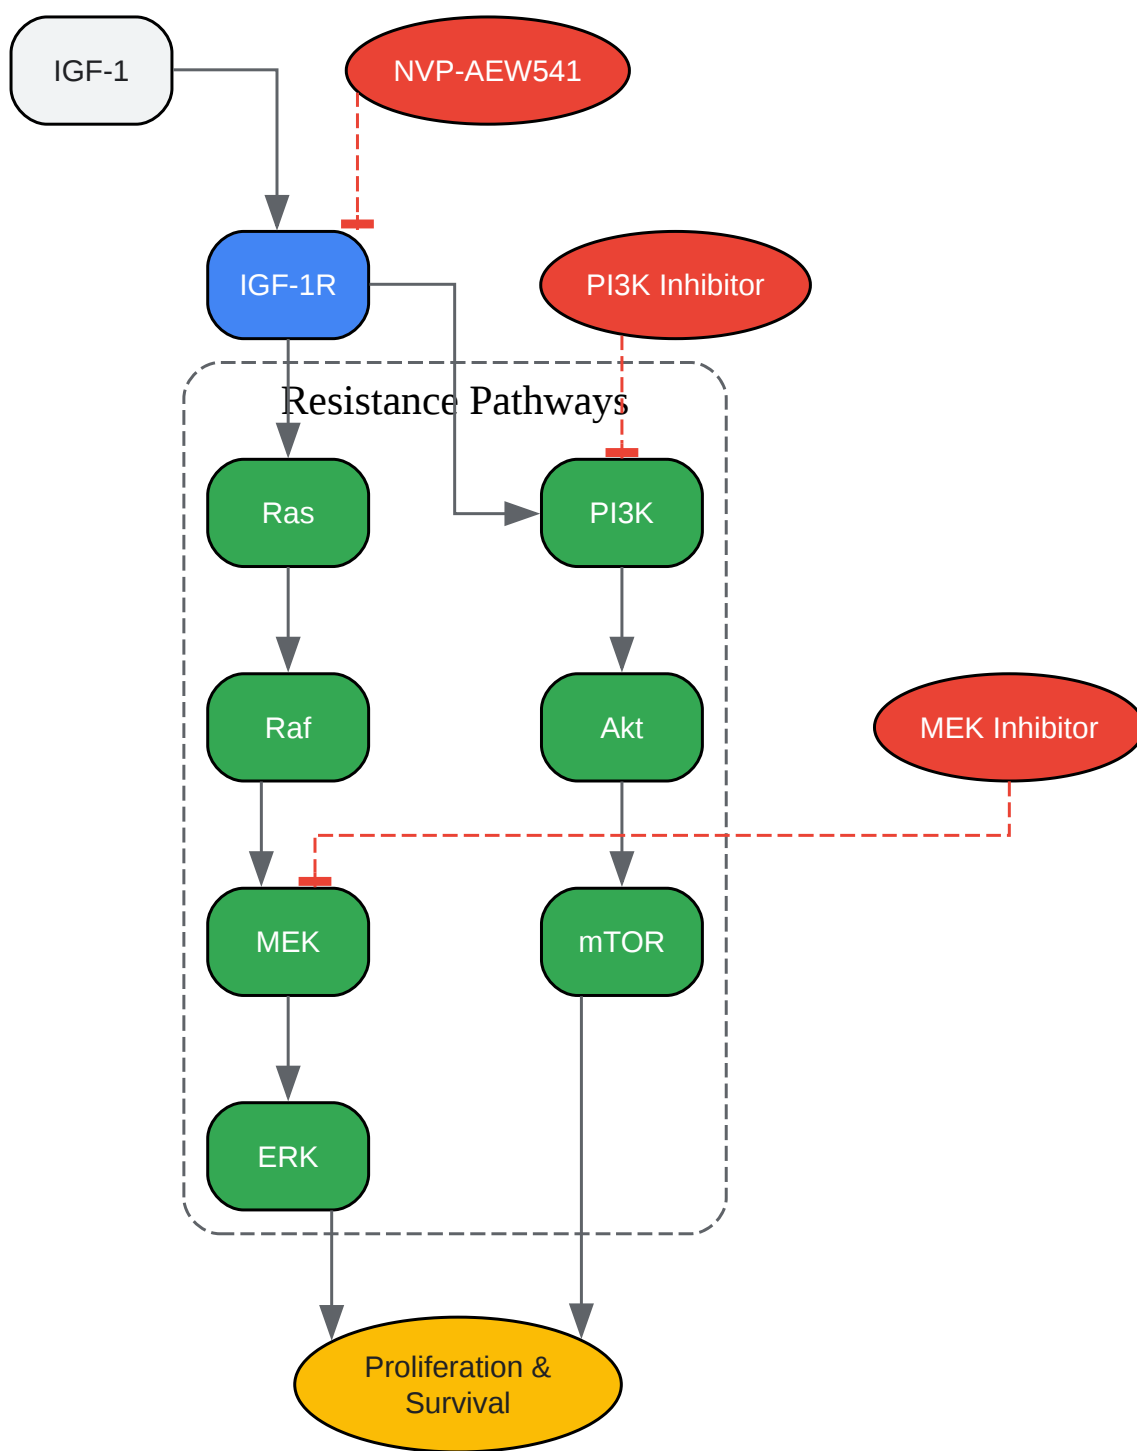 IGF-1
NVP-AEW541
IGF-1R
PI3K Inhibitor
Resistance Pathways
Ras
PI3K
Raf
Akt
MEK Inhibitor
MEK
mTOR
ERK
Proliferation &
Survival